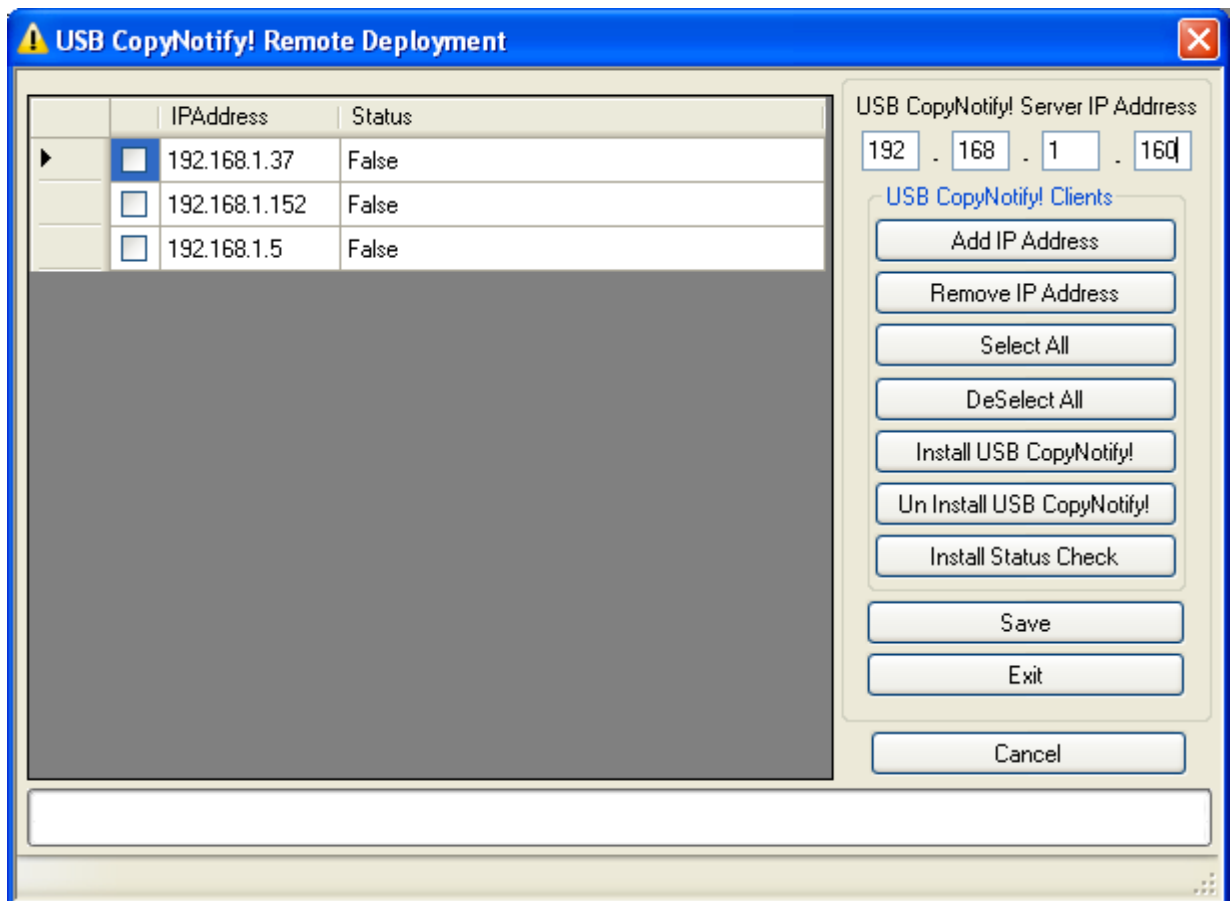 USB CopyNotify! Remote Deployment
IPAddress Status
192.168.1.37 False
192.168.1.152 False
192.168.1.5 False
USB CopyNotify! Server IP Addrress
192 . 168 . 1 . 160
USB CopyNotify! Clients
Add IP Address
Remove IP Address
Select All
DeSelect All
Install USB CopyNotify!
Un Install USB CopyNotify!
Install Status Check
Save
Exit
Cancel